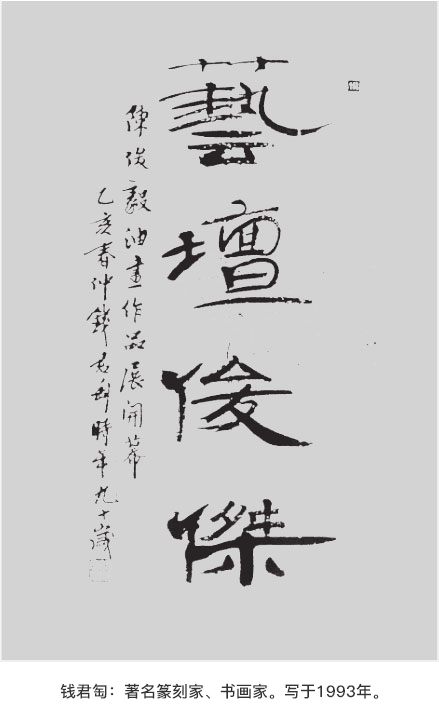 藝壇俊傑
陳俊毅油畫作品展開幕
乙亥春仲錢君匋時年九十歲
钱君匋：著名篆刻家、书画家。写于1993年。